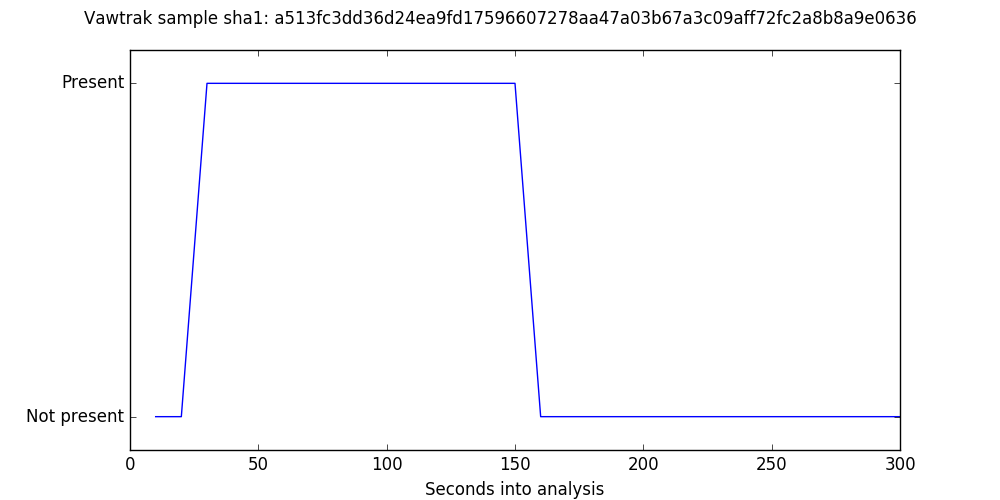 Vawtrak sample sha1: a513fc3dd36d24ea9fd17596607278aa47a03b67a3c09aff72fc2a8b8a9e0636
Present
Not present
0 50 100 150 200 250 300
Seconds into analysis